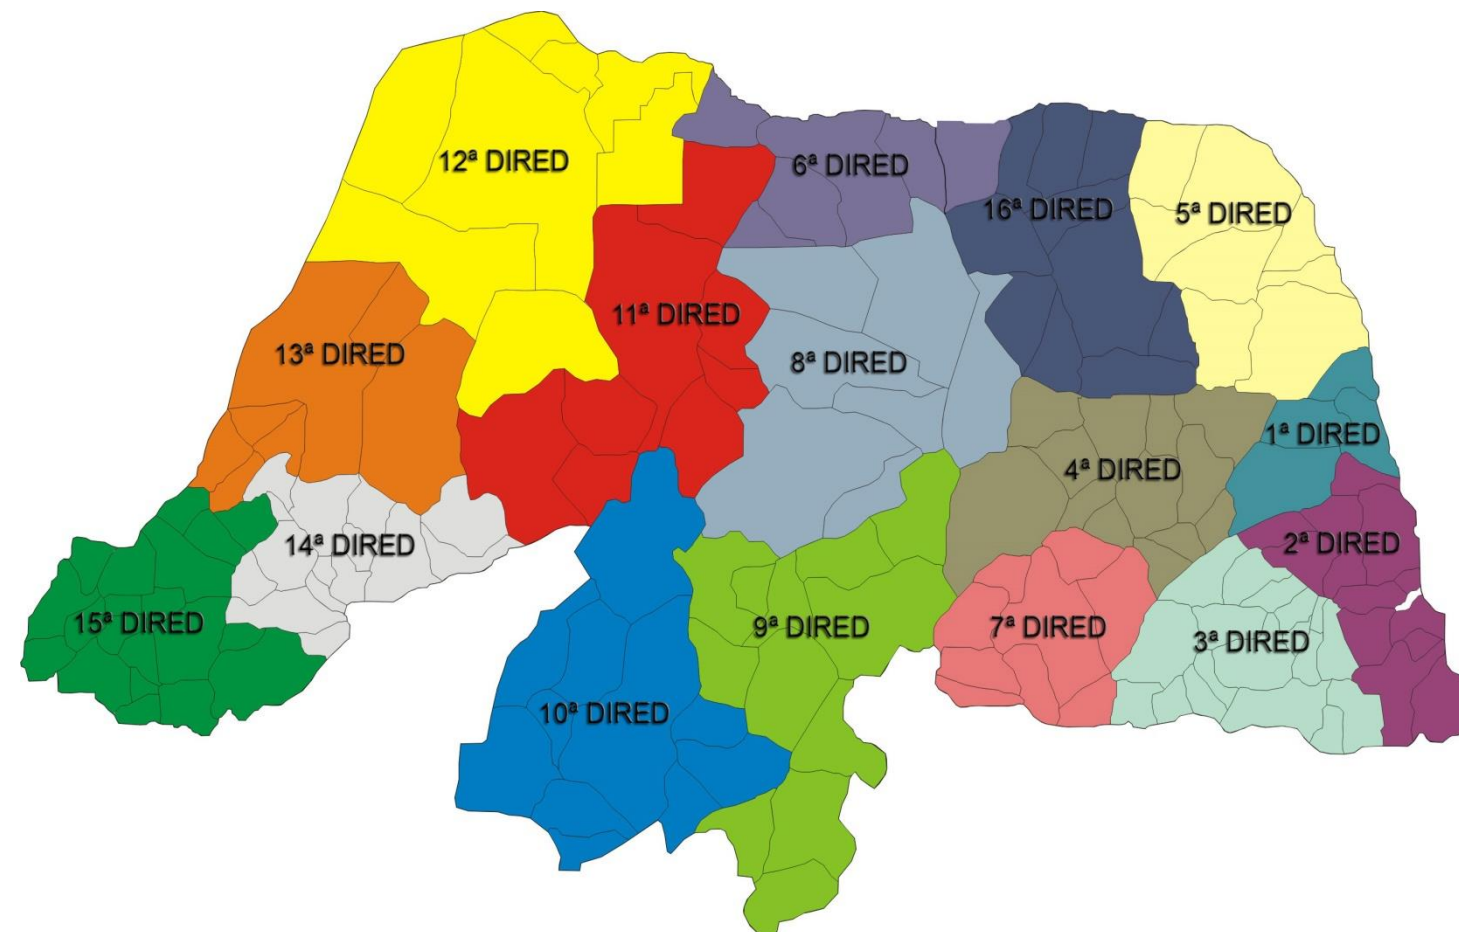 12ª DIRED
6ª DIRED
16ª DIRED
5ª DIRED
11ª DIRED
13ª DIRED
8ª DIRED
1ª DIRED
4ª DIRED
14ª DIRED
2ª DIRED
15ª DIRED
9ª DIRED
7ª DIRED
3ª DIRED
10ª DIRED